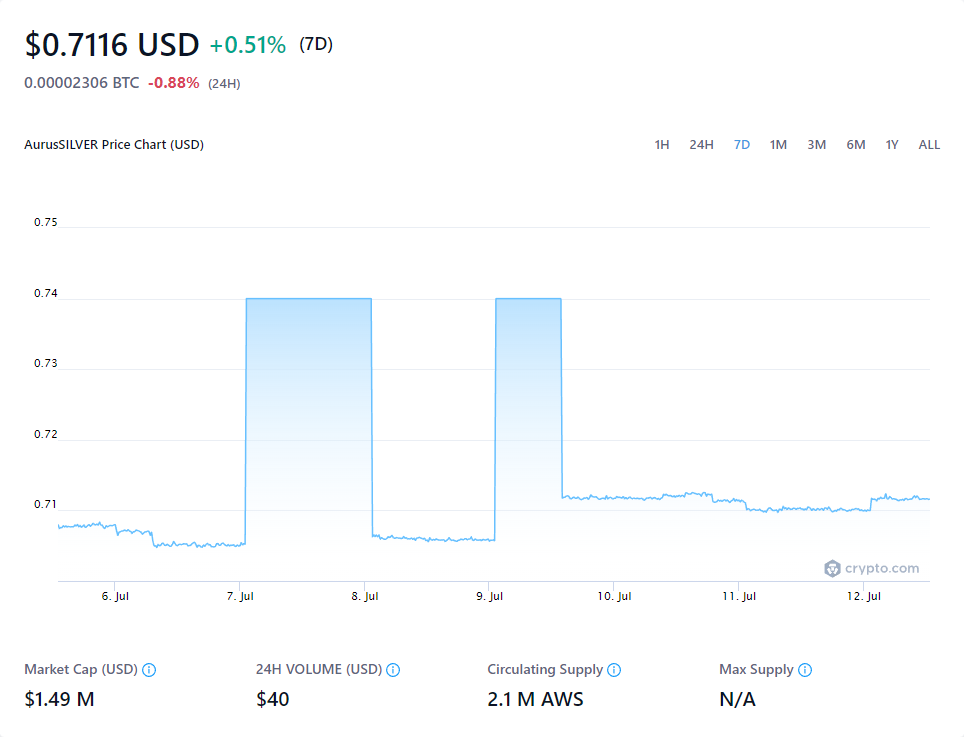 $0.7116 USD +0.51% (7D)
0.00002306 BTC -0.88% (24H)
AurusSILVER Price Chart (USD) 1H 24H 7D 1M 3M 6M 1Y ALL
0.75
0.74
0.73
0.72
0.71
crypto.com
6. Jul 7. Jul 8. Jul 9. Jul 10. Jul 11. Jul 12. Jul
Market Cap (USD) 24H VOLUME (USD) Circulating Supply Max Supply
$1.49 M $40 2.1 M AWS N/A